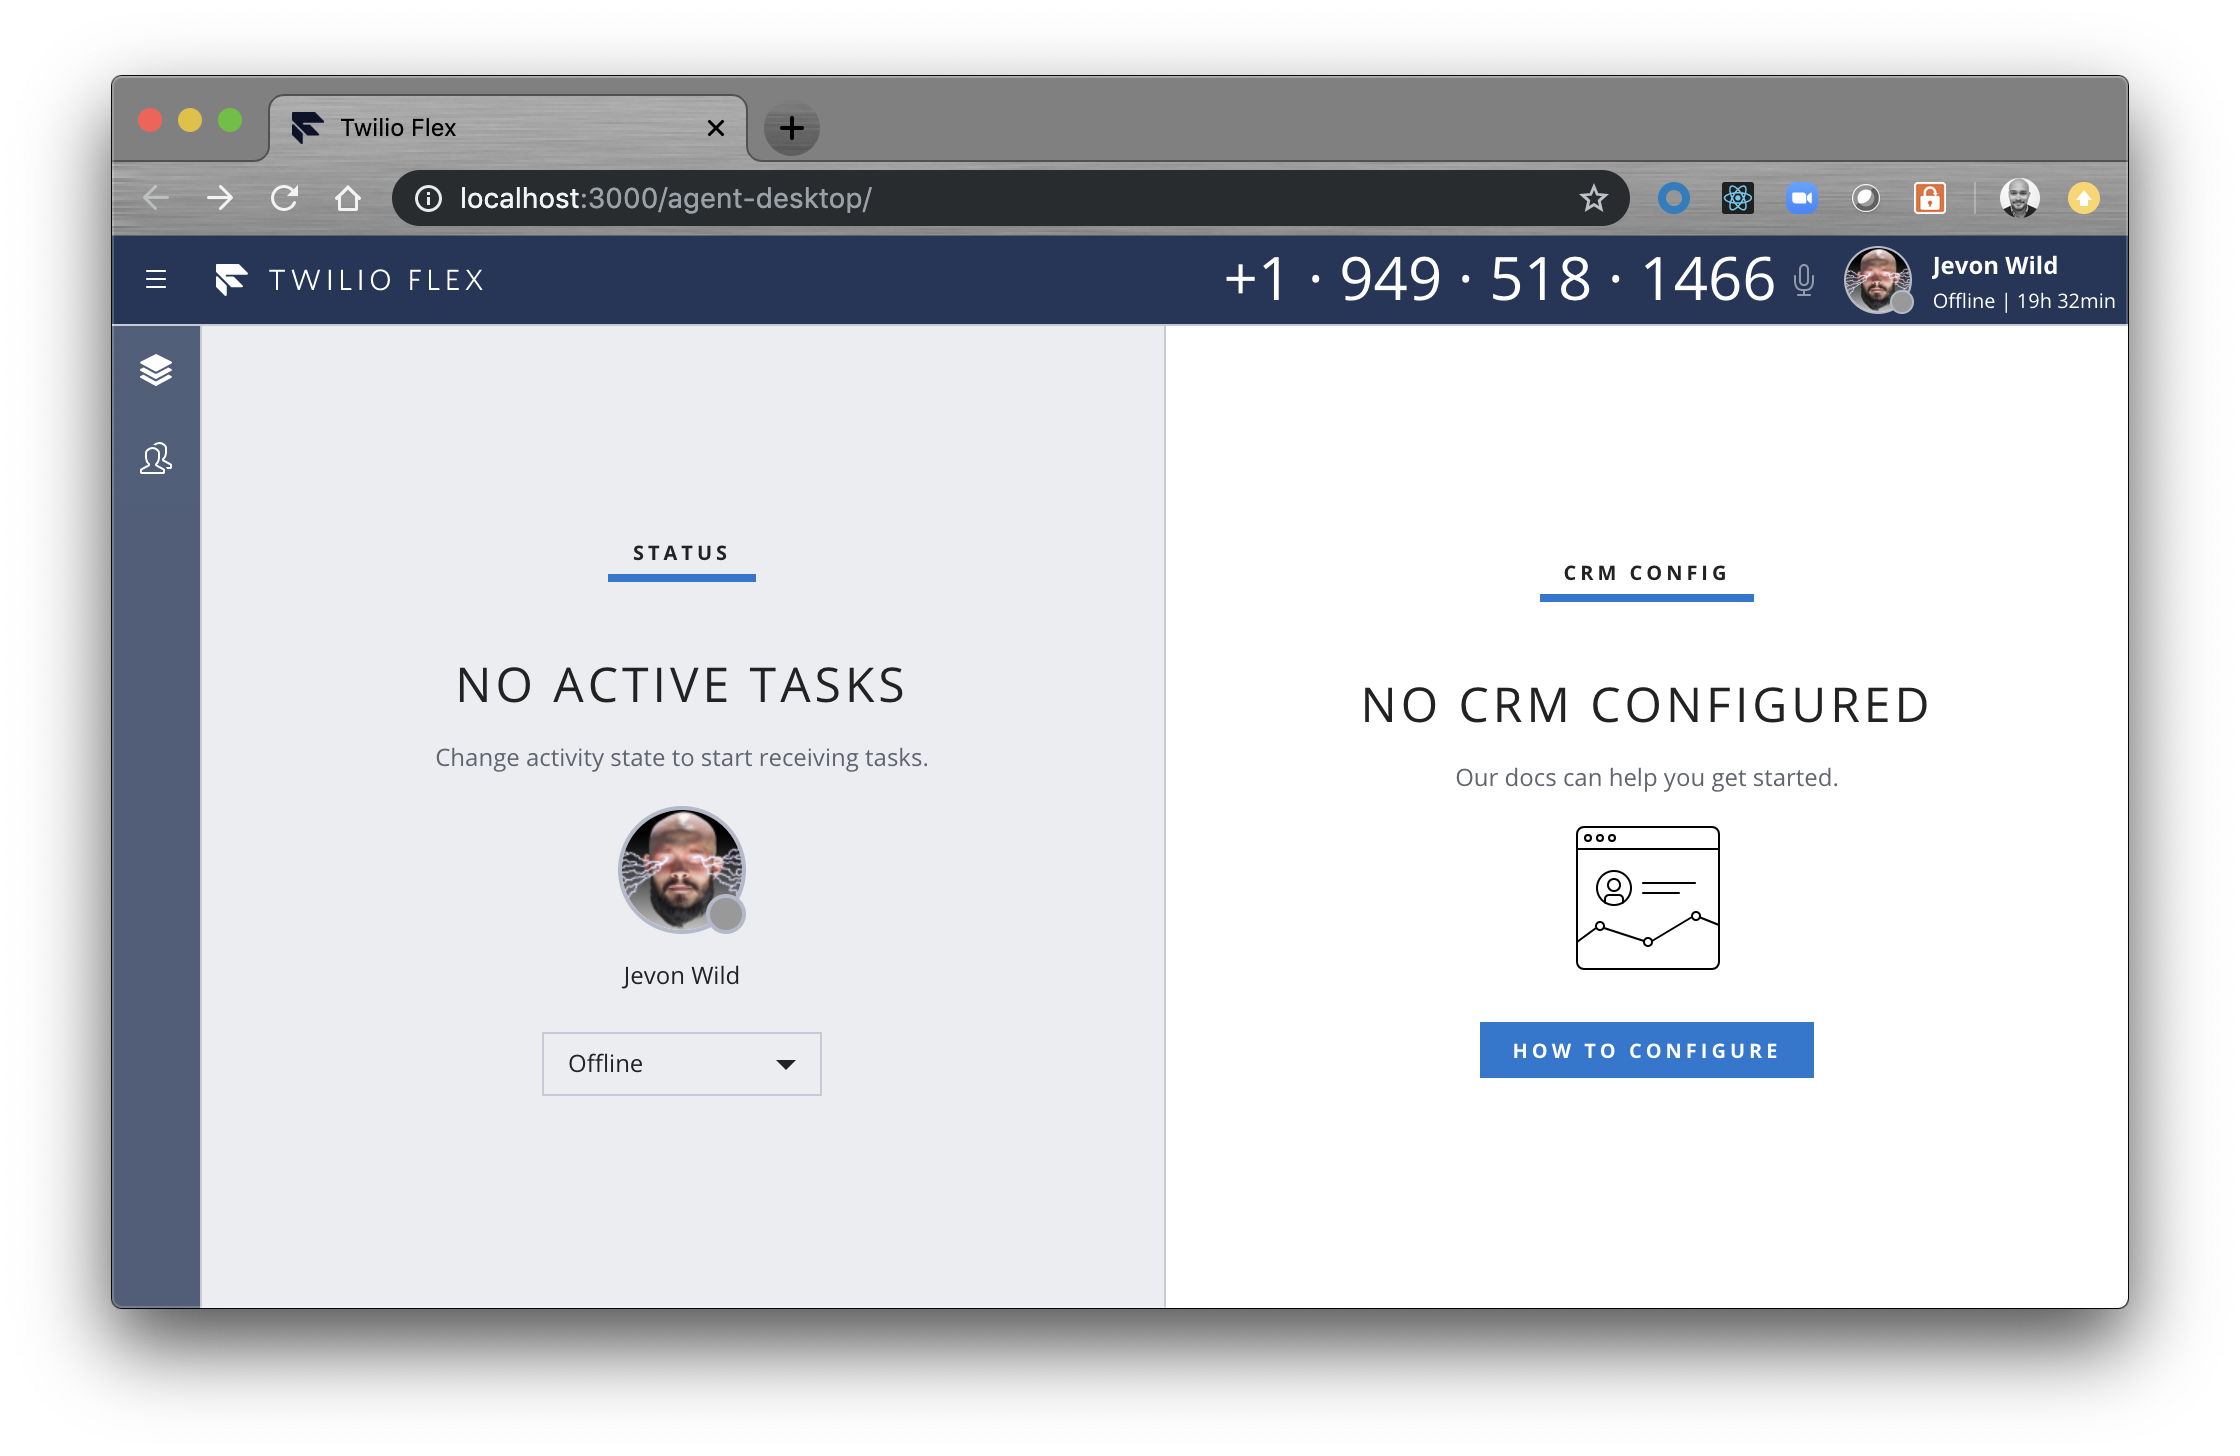 Twilio Flex
localhost:3000/agent-desktop/
TWILIO FLEX
+1 · 949 · 518 · 1466
Jevon Wild
Offline | 19h 32min
STATUS
NO ACTIVE TASKS
Change activity state to start receiving tasks.
Jevon Wild
Offline
CRM CONFIG
NO CRM CONFIGURED
Our docs can help you get started.
HOW TO CONFIGURE